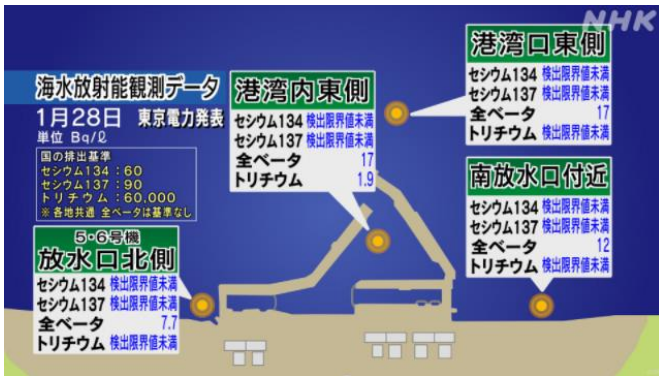 NHK
海水放射能観測データ
1月28日 東京電力発表
単位 Bq/ℓ
国の排出基準
セシウム134：60
セシウム137：90
トリチウム：60,000
※各地共通 全ベータは基準なし
港湾内東側
セシウム134 検出限界値未満
セシウム137 検出限界値未満
全ベータ 17
トリチウム 1.9
港湾口東側
セシウム134 検出限界値未満
セシウム137 検出限界値未満
全ベータ 17
トリチウム 検出限界値未満
5・6号機
放水口北側
セシウム134 検出限界値未満
セシウム137 検出限界値未満
全ベータ 7.7
トリチウム 検出限界値未満
南放水口付近
セシウム134 検出限界値未満
セシウム137 検出限界値未満
全ベータ 12
トリチウム 検出限界値未満